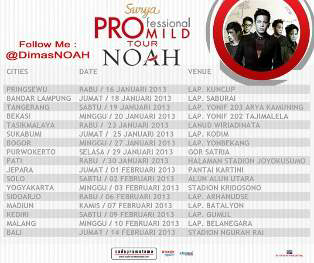 Surya
PROfessional
MILD
TOUR
NOAH
Follow Me :
@DimasNOAH
CITIES DATE VENUE
PRINGSEWU RABU / 16 JANUARI 2013 LAP. KUNCUP
BANDAR LAMPUNG JUMAT / 18 JANUARI 2013 LAP. SABURAI
TANGERANG SABTU / 19 JANUARI 2013 LAP. YONIF 203 ARYA KAMUNING
BEKASI MINGGU / 20 JANUARI 2013 LAP. YONIF 202 TAJIMALELA
TASIKMALAYA RABU / 23 JANUARI 2013 LANUD WIRIADINATA
SUKABUMI JUMAT / 25 JANUARI 2013 LAP. KODIM
BOGOR MINGGU / 27 JANUARI 2013 LAP. YONBEKANG
PURWOKERTO SELASA / 29 JANUARI 2013 GOR SATRIA
PATI RABU / 30 JANUARI 2013 HALAMAN STADION JOYOKUSUMO
JEPARA JUMAT / 01 FEBRUARI 2013 PANTAI KARTINI
SOLO SABTU / 02 FEBRUARI 2013 ALUN ALUN UTARA
YOGYAKARTA MINGGU / 03 FEBRUARI 2013 STADION KRIDOSONO
SIDOARJO RABU / 06 FEBRUARI 2013 LAP. ARHANUDSE
MADIUN KAMIS / 07 FEBRUARI 2013 LAP. BATALYON
KEDIRI SABTU / 09 FEBRUARI 2013 LAP. GUMUL
MALANG MINGGU / 10 FEBRUARI 2013 LAP. BELANEGARA
BALI JUMAT / 14 FEBRUARI 2013 STADION NGURAH RAI